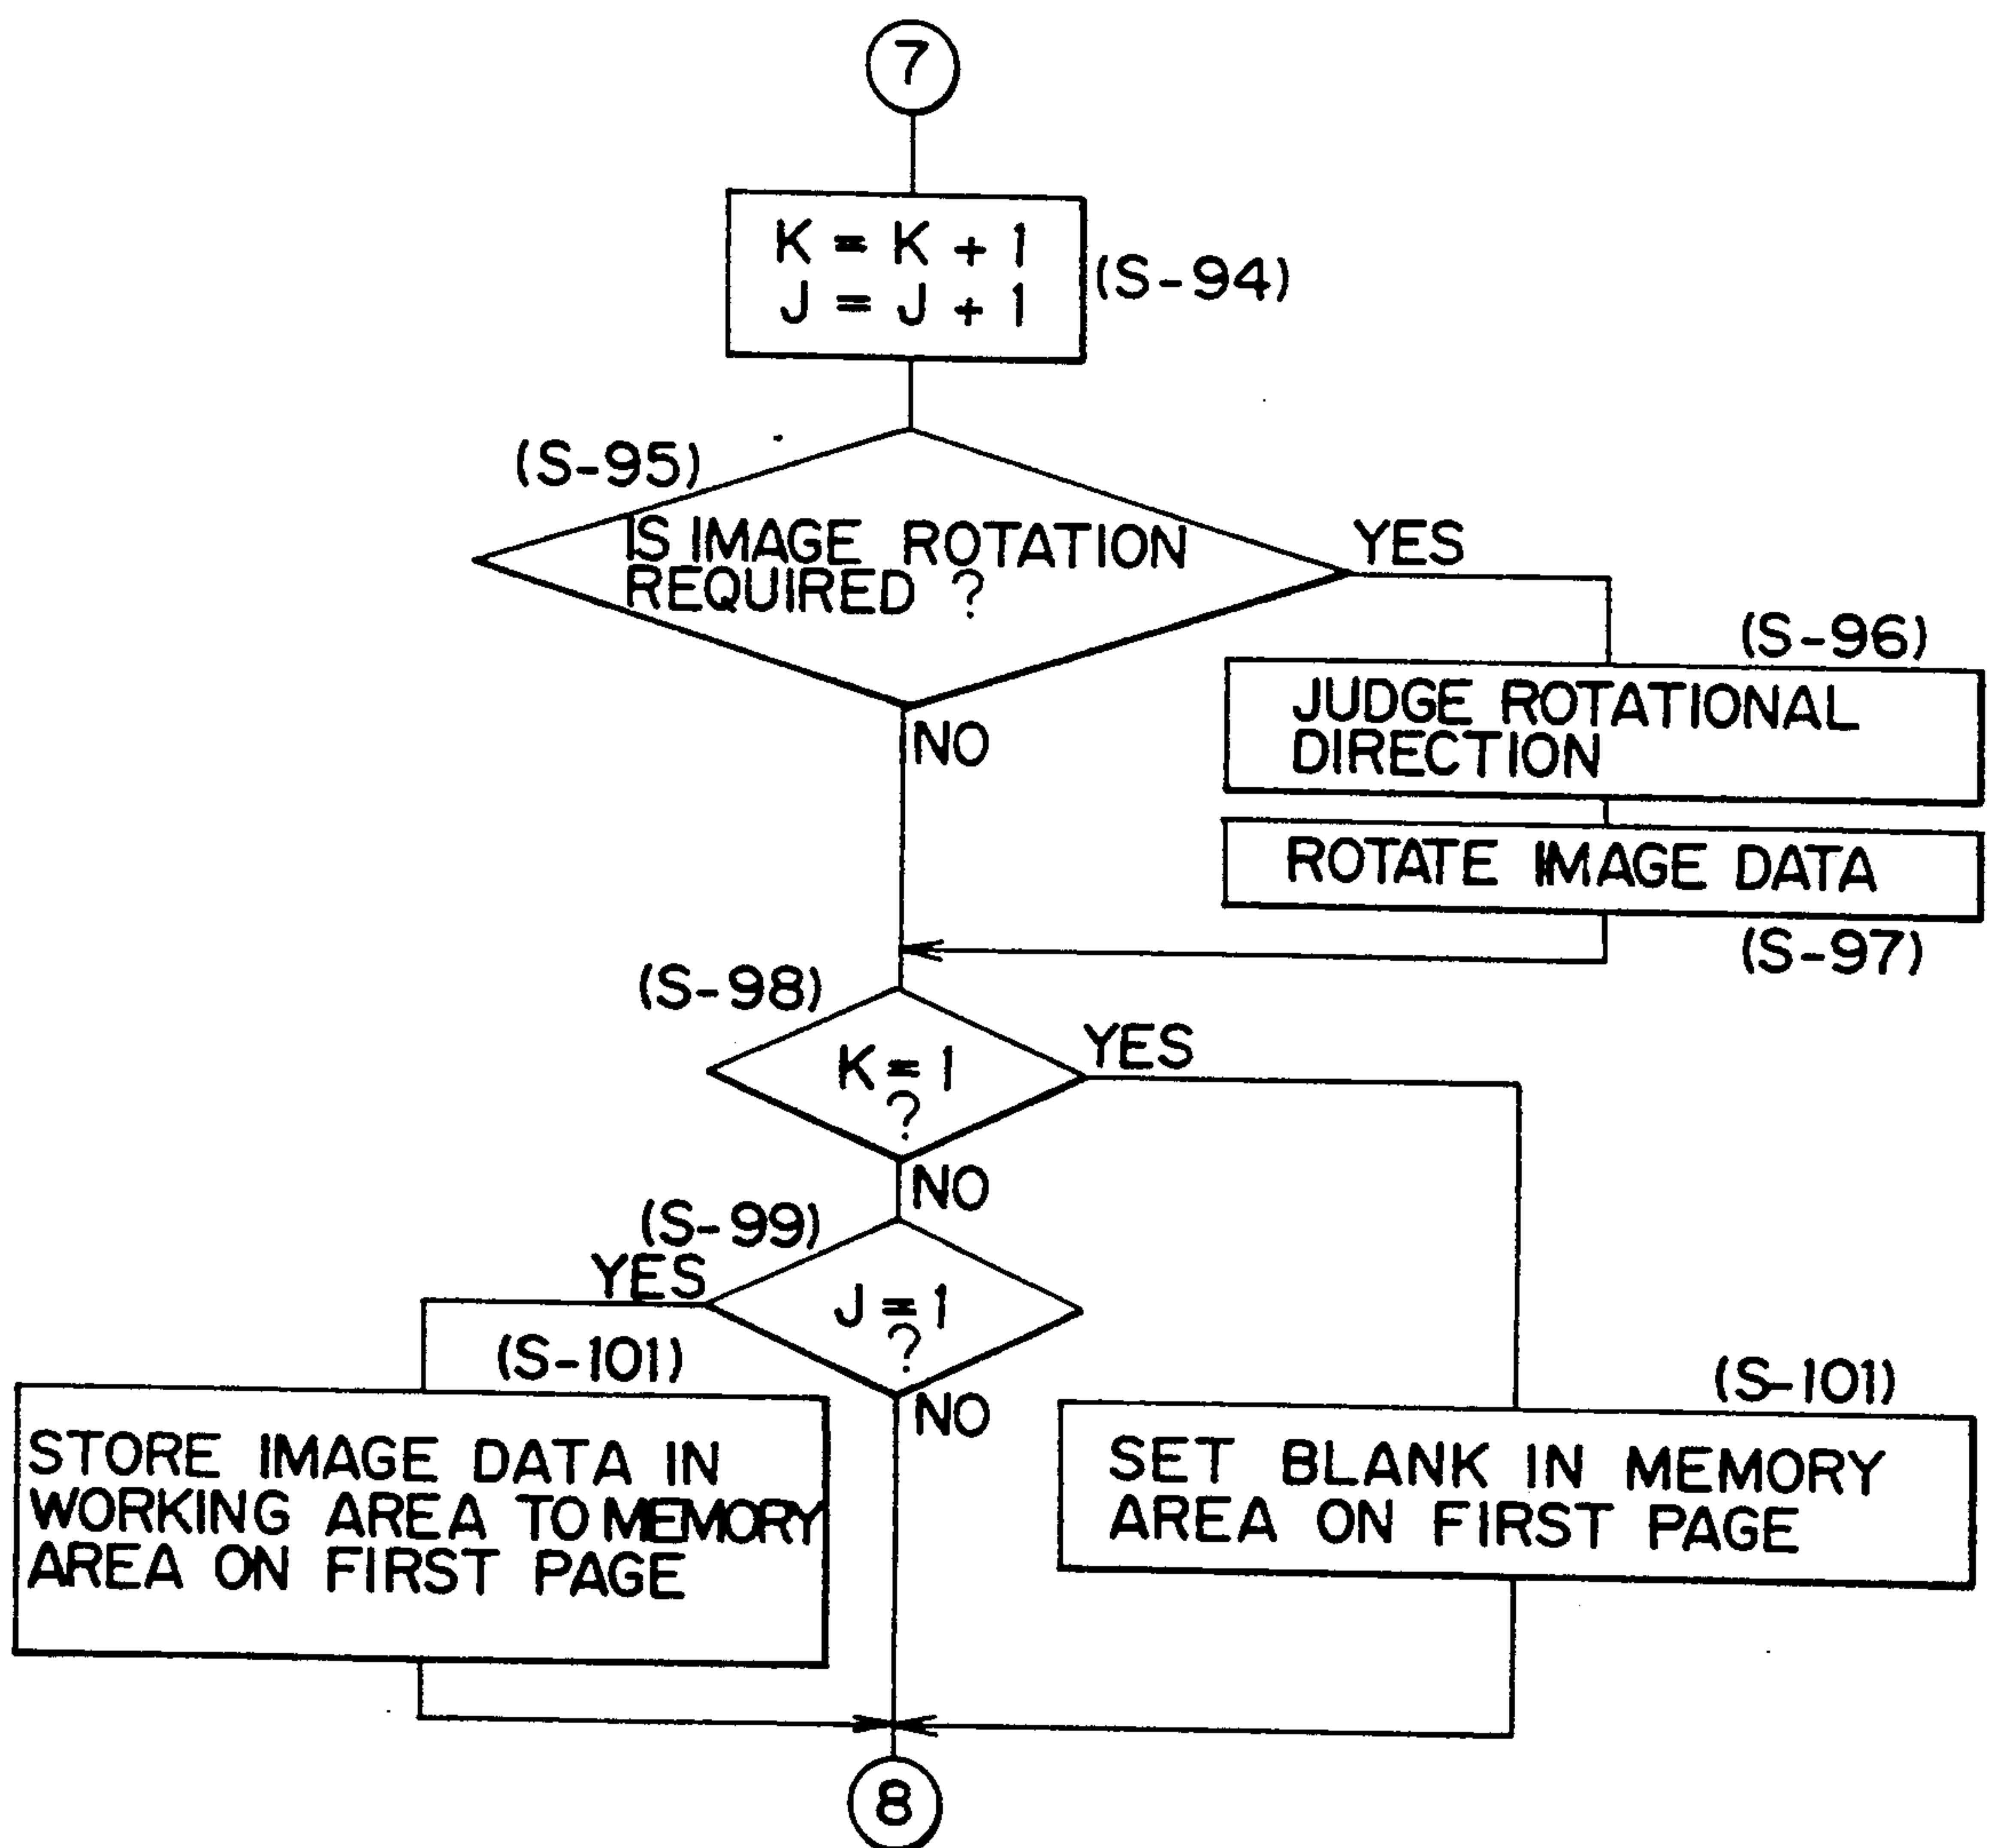 7
K = K + 1
J = J + 1
(S-94)
(S-95)
IS IMAGE ROTATION
REQUIRED ?
YES
NO
(S-96)
JUDGE ROTATIONAL
DIRECTION
ROTATE IMAGE DATA
(S-97)
(S-98)
K = 1
?
YES
NO
(S-99)
YES
J = 1
?
NO
(S-101)
STORE IMAGE DATA IN
WORKING AREA TO MEMORY
AREA ON FIRST PAGE
(S-101)
SET BLANK IN MEMORY
AREA ON FIRST PAGE
8